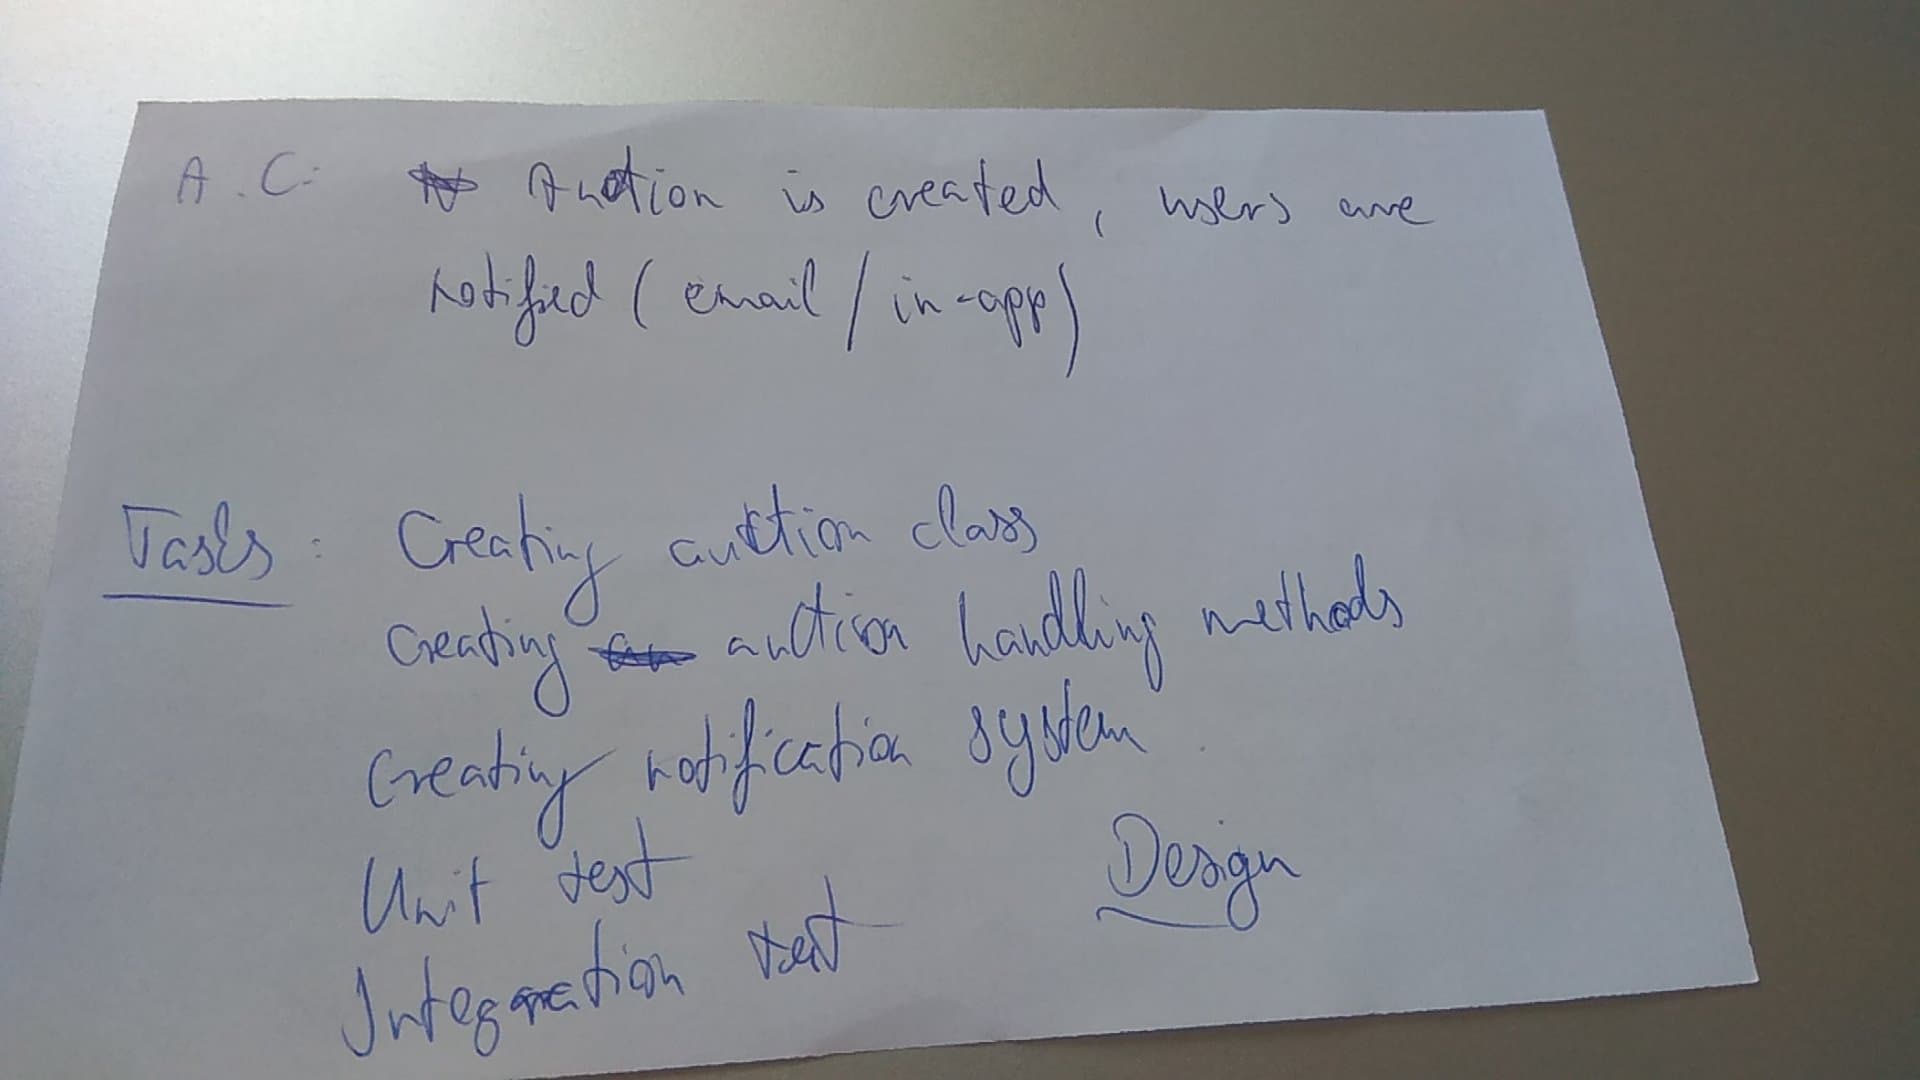 A.C: Auction is created, users are
notified (email / in-app)
Tasks: Creating auction class
Creating auction handling methods
Creating notification system
Unit test
Design
Integration test